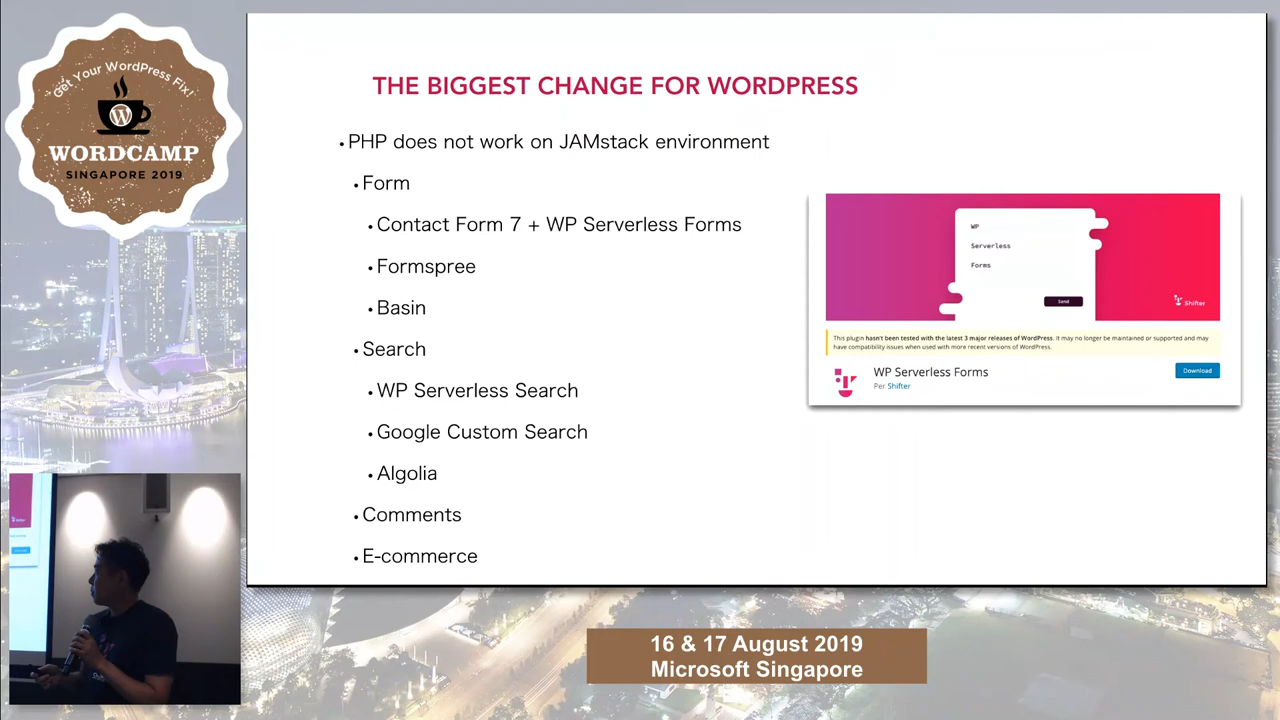 Get Your WordPress Fix!
WORDCAMP
SINGAPORE 2019
THE BIGGEST CHANGE FOR WORDPRESS
•PHP does not work on JAMstack environment
•Form
•Contact Form 7 + WP Serverless Forms
•Formspree
•Basin
•Search
•WP Serverless Search
•Google Custom Search
•Algolia
•Comments
•E-commerce
WP
Serverless
Forms
Send
Shifter
This plugin hasn't been tested with the latest 3 major releases of WordPress. It may no longer be maintained or supported and may
have compatibility issues when used with more recent versions of WordPress.
WP Serverless Forms
Per Shifter
Download
16 & 17 August 2019
Microsoft Singapore